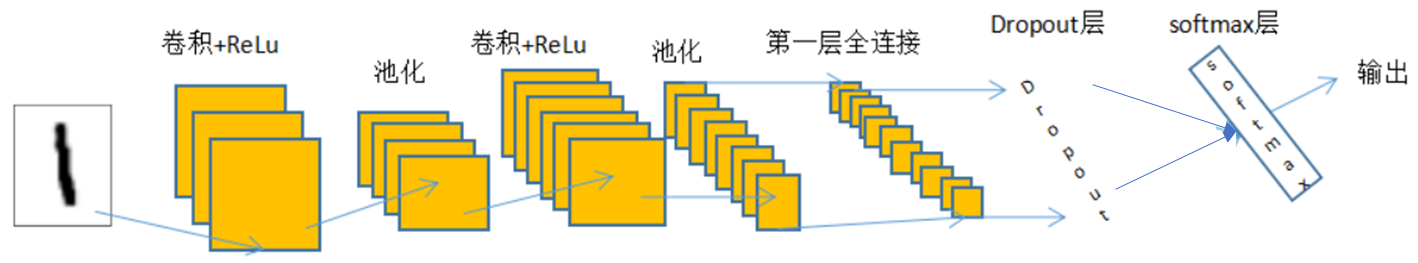 卷积+ReLu
池化
卷积+ReLu
池化
第一层全连接
Dropout层
softmax层
输出
Dropout
softmax